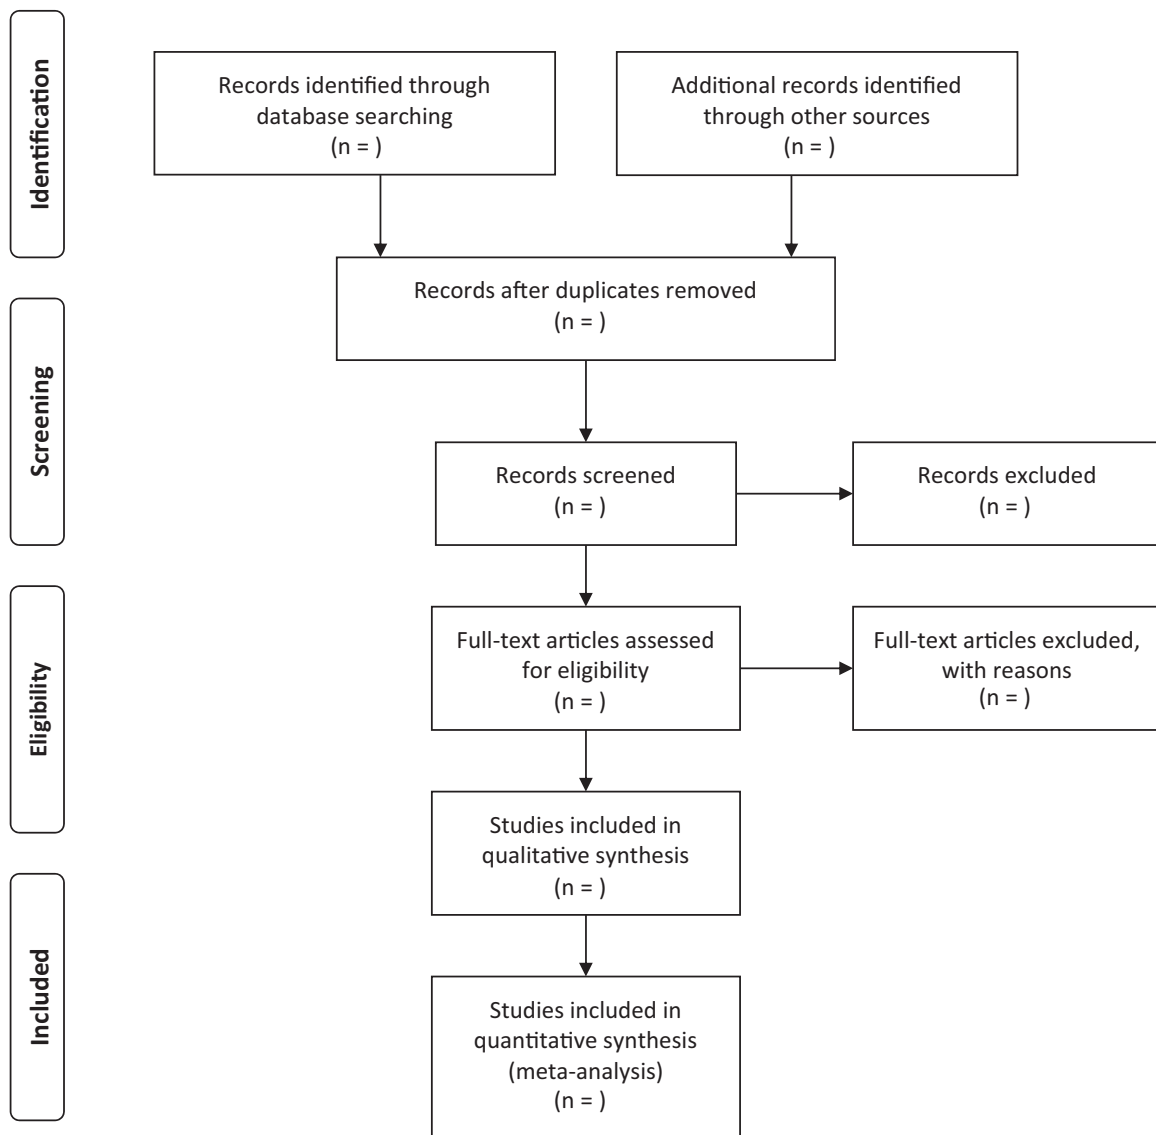 Identification
Records identified through
database searching
(n = )
Additional records identified
through other sources
(n = )
Records after duplicates removed
(n = )
Screening
Records screened
(n = )
Records excluded
(n = )
Eligibility
Full-text articles assessed
for eligibility
(n = )
Full-text articles excluded,
with reasons
(n = )
Studies included in
qualitative synthesis
(n = )
Included
Studies included in
quantitative synthesis
(meta-analysis)
(n = )